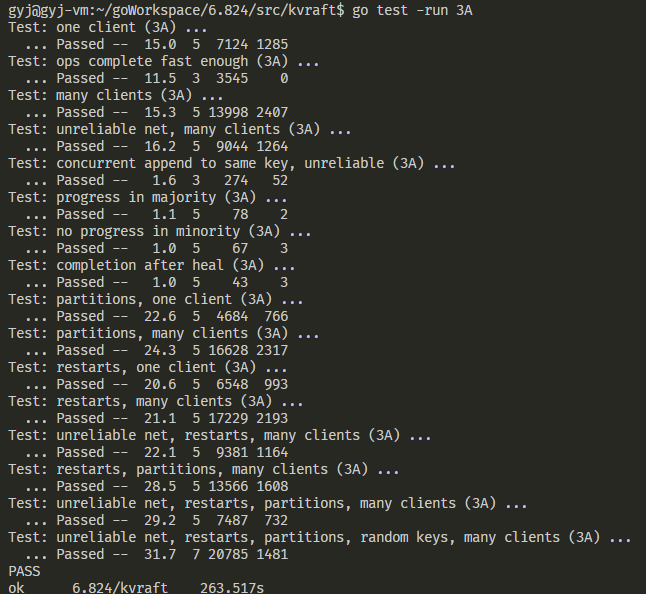 gyj@gyj-vm:~/goWorkspace/6.824/src/kvraft$ go test -run 3A
Test: one client (3A) ...
  ... Passed --  15.0  5  7124 1285
Test: ops complete fast enough (3A) ...
  ... Passed --  11.5  3  3545    0
Test: many clients (3A) ...
  ... Passed --  15.3  5 13998 2407
Test: unreliable net, many clients (3A) ...
  ... Passed --  16.2  5  9044 1264
Test: concurrent append to same key, unreliable (3A) ...
  ... Passed --   1.6  3   274   52
Test: progress in majority (3A) ...
  ... Passed --   1.1  5    78    2
Test: no progress in minority (3A) ...
  ... Passed --   1.0  5    67    3
Test: completion after heal (3A) ...
  ... Passed --   1.0  5    43    3
Test: partitions, one client (3A) ...
  ... Passed --  22.6  5  4684  766
Test: partitions, many clients (3A) ...
  ... Passed --  24.3  5 16628 2317
Test: restarts, one client (3A) ...
  ... Passed --  20.6  5  6548  993
Test: restarts, many clients (3A) ...
  ... Passed --  21.1  5 17229 2193
Test: unreliable net, restarts, many clients (3A) ...
  ... Passed --  22.1  5  9381 1164
Test: restarts, partitions, many clients (3A) ...
  ... Passed --  28.5  5 13566 1608
Test: unreliable net, restarts, partitions, many clients (3A) ...
  ... Passed --  29.2  5  7487  732
Test: unreliable net, restarts, partitions, random keys, many clients (3A) ...
  ... Passed --  31.7  7 20785 1481
PASS
ok      6.824/kvraft    263.517s